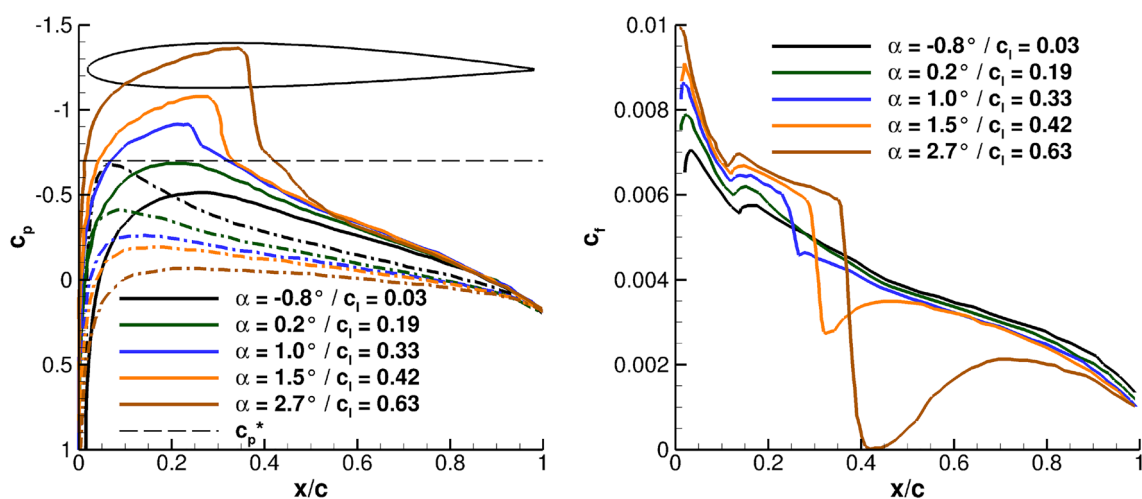 -1.5
-1
-0.5
0
0.5
1
c_p
0
0.2
0.4
0.6
0.8
1
x/c
α = -0.8° / c_l = 0.03
α = 0.2° / c_l = 0.19
α = 1.0° / c_l = 0.33
α = 1.5° / c_l = 0.42
α = 2.7° / c_l = 0.63
c_p*
0.01
0.008
0.006
0.004
0.002
0
c_f
0
0.2
0.4
0.6
0.8
1
x/c
α = -0.8° / c_l = 0.03
α = 0.2° / c_l = 0.19
α = 1.0° / c_l = 0.33
α = 1.5° / c_l = 0.42
α = 2.7° / c_l = 0.63